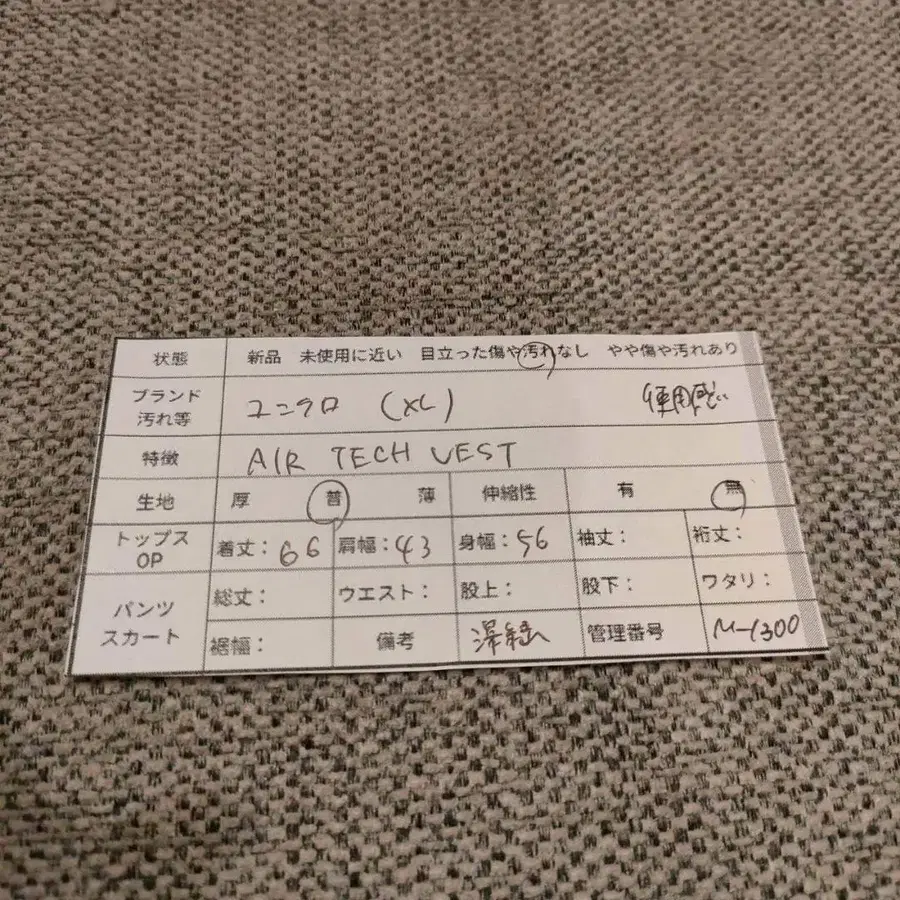 状態 新品 未使用に近い 目立った傷や汚れなし やや傷や汚れあり
ブランド 汚れ等 ユニクロ (XL) 使用感
特徴 AIR TECH VEST
生地 厚 普 薄 伸縮性 有 無
トップス OP 着丈: 66 肩幅: 43 身幅: 56 袖丈: 裄丈:
パンツ スカート 総丈: ウエスト: 股上: 股下: ワタリ:
裾幅: 備考 管理番号 M-1300